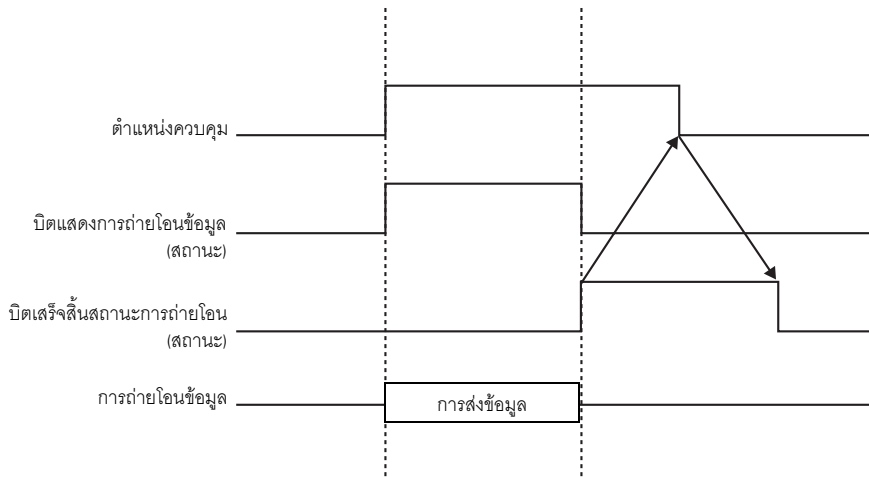 ตำแหน่งควบคุม
บิตแสดงการถ่ายโอนข้อมูล
(สถานะ)
บิตเสร็จสิ้นสถานะการถ่ายโอน
(สถานะ)
การถ่ายโอนข้อมูล
การส่งข้อมูล